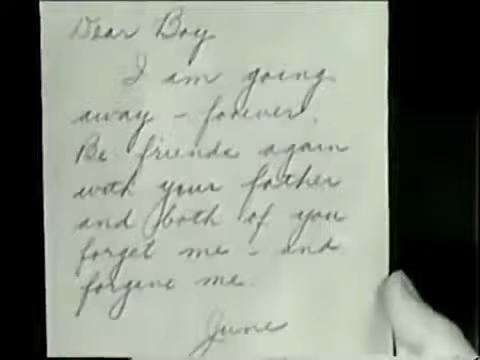 Dear Boy
I am going
away - forever.
Be friends again
with your father
and both of you
forget me - and
forgive me.
June